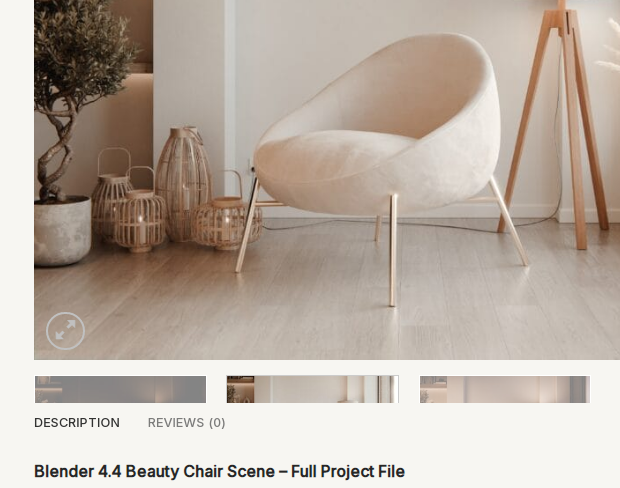 DESCRIPTION REVIEWS (0)
Blender 4.4 Beauty Chair Scene – Full Project File